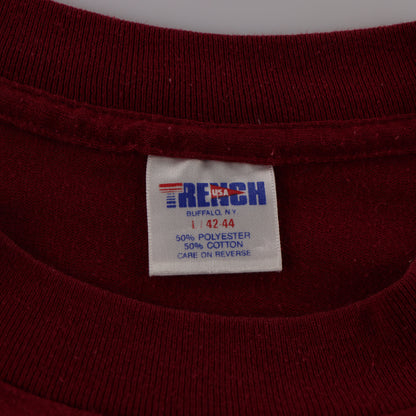 TRENCH
USA
BUFFALO, N.Y.
L 42-44
50% POLYESTER
50% COTTON
CARE ON REVERSE